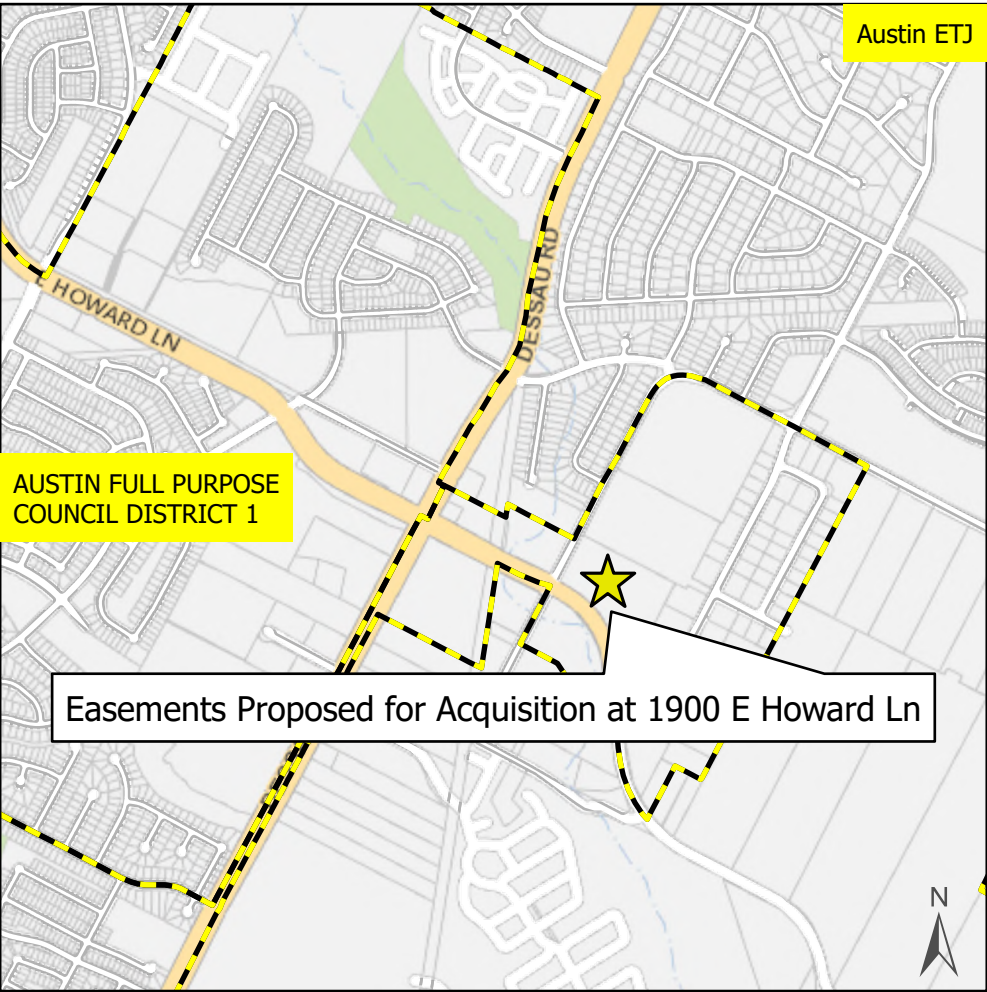 Austin ETJ
DESSAU RD
E HOWARD LN
AUSTIN FULL PURPOSE
COUNCIL DISTRICT 1
Easements Proposed for Acquisition at 1900 E Howard Ln
N